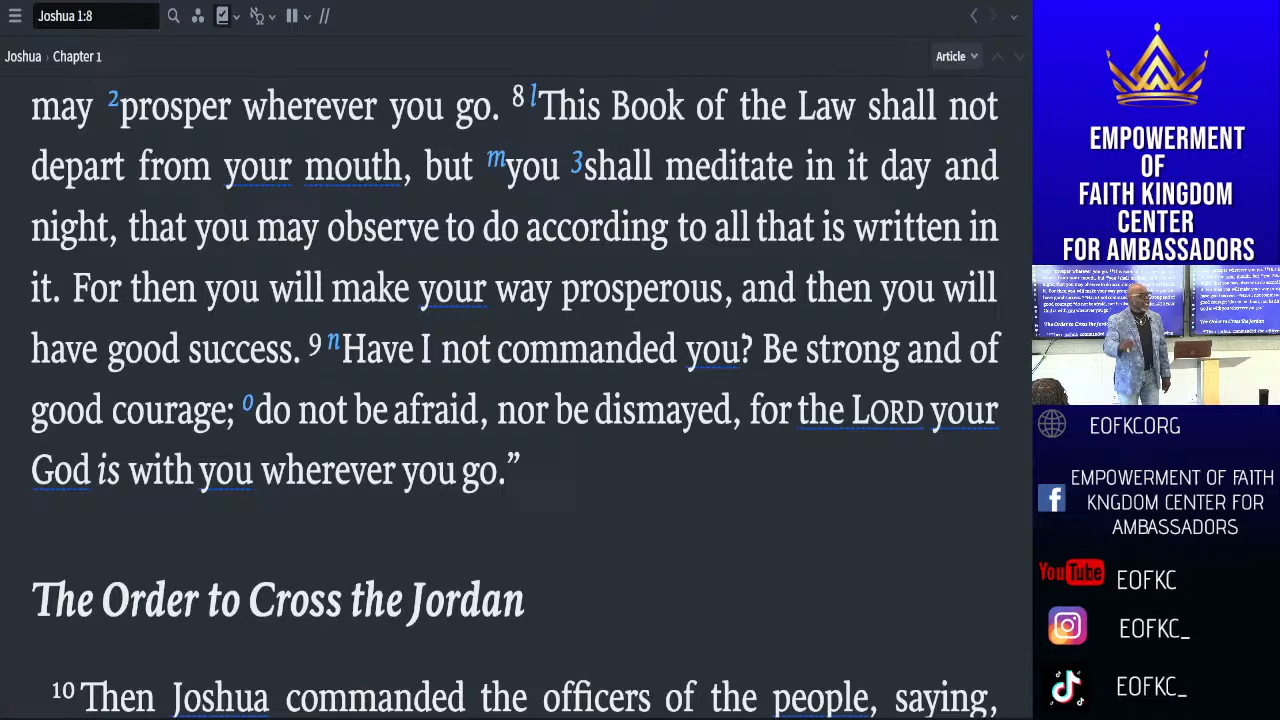 Joshua 1:8
Joshua › Chapter 1
Article
may 2prosper wherever you go. 8 lThis Book of the Law shall not
depart from your mouth, but myou 3shall meditate in it day and
night, that you may observe to do according to all that is written in
it. For then you will make your way prosperous, and then you will
have good success. 9 nHave I not commanded you? Be strong and of
good courage; odo not be afraid, nor be dismayed, for the LORD your
God is with you wherever you go.”
The Order to Cross the Jordan
10 Then Joshua commanded the officers of the people, saying,
EMPOWERMENT
OF
FAITH KINGDOM
CENTER
FOR AMBASSADORS
EOFKCORG
EMPOWERMENT OF FAITH
KNGDOM CENTER FOR
AMBASSADORS
YouTube EOFKC
EOFKC_
EOFKC_